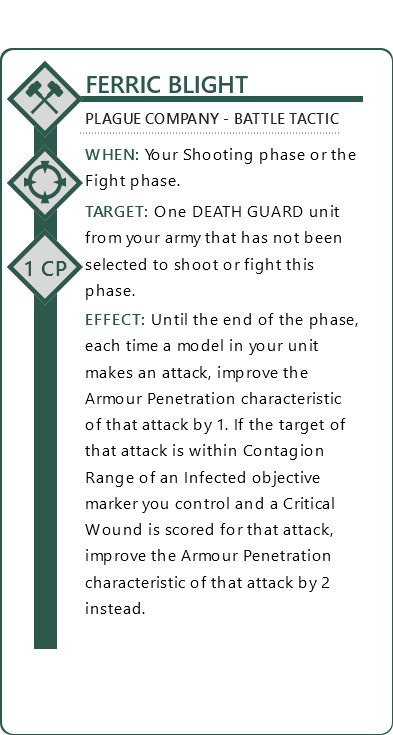 FERRIC BLIGHT
PLAGUE COMPANY - BATTLE TACTIC
WHEN: Your Shooting phase or the
Fight phase.
TARGET: One DEATH GUARD unit
from your army that has not been
selected to shoot or fight this
phase.
1 CP
EFFECT: Until the end of the phase,
each time a model in your unit
makes an attack, improve the
Armour Penetration characteristic
of that attack by 1. If the target of
that attack is within Contagion
Range of an Infected objective
marker you control and a Critical
Wound is scored for that attack,
improve the Armour Penetration
characteristic of that attack by 2
instead.